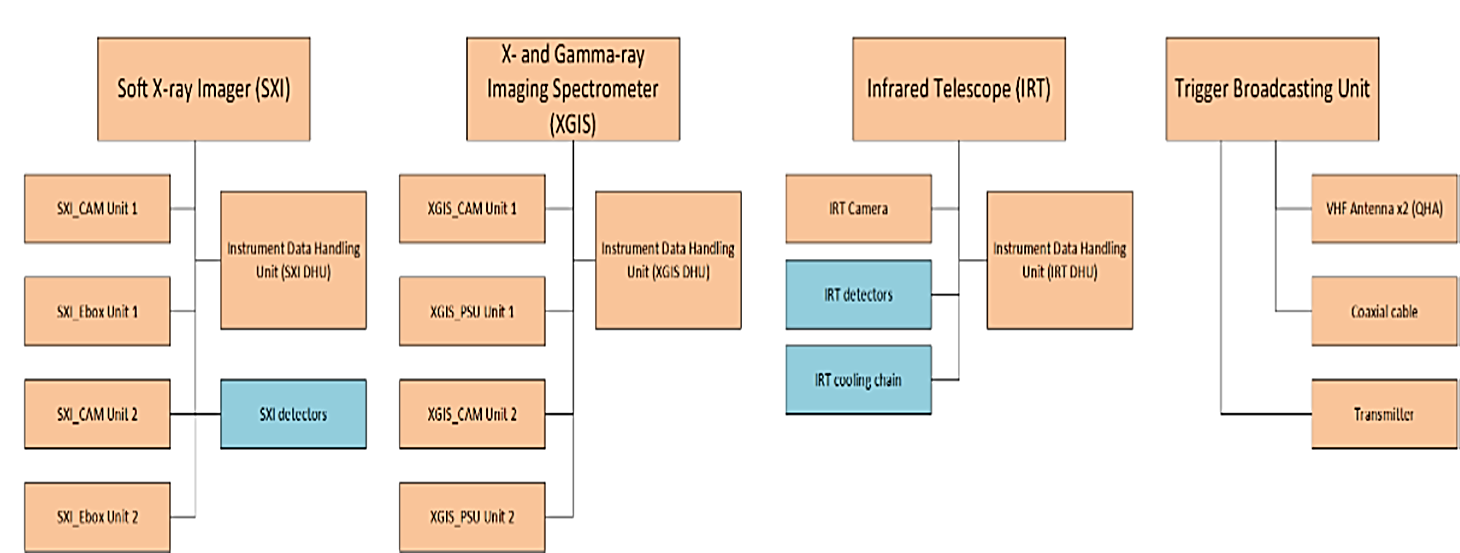 Soft X-ray Imager (SXI)
SXI_CAM Unit 1
Instrument Data Handling
Unit (SXI DHU)
SXI_Ebox Unit 1
SXI_CAM Unit 2
SXI detectors
SXI_Ebox Unit 2
X- and Gamma-ray
Imaging Spectrometer
(XGIS)
XGIS_CAM Unit 1
Instrument Data Handling
Unit (XGIS DHU)
XGIS_PSU Unit 1
XGIS_CAM Unit 2
XGIS_PSU Unit 2
Infrared Telescope (IRT)
IRT Camera
Instrument Data Handling
Unit (IRT DHU)
IRT detectors
IRT cooling chain
Trigger Broadcasting Unit
VHF Antenna x2 (QHA)
Coaxial cable
Transmitter